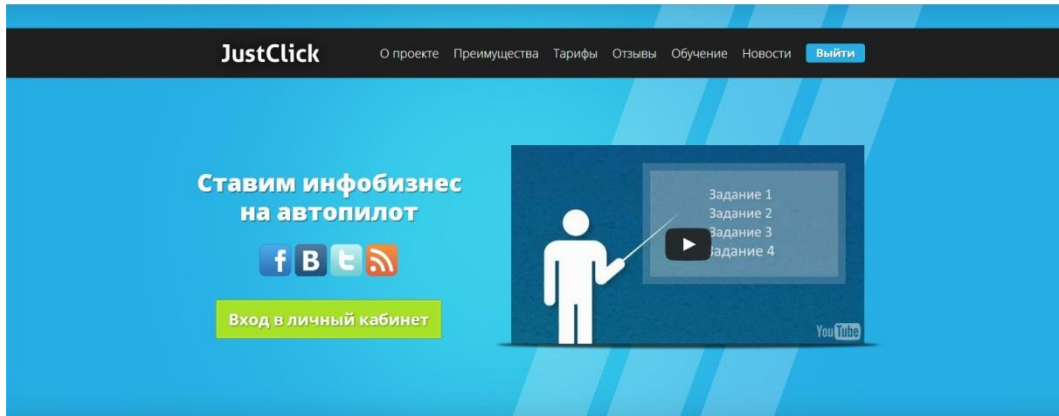 JustClick
О проекте Преимущества Тарифы Отзывы Обучение Новости Выйти
Ставим инфобизнес
на автопилот
Вход в личный кабинет
Задание 1
Задание 2
Задание 3
Задание 4
YouTube